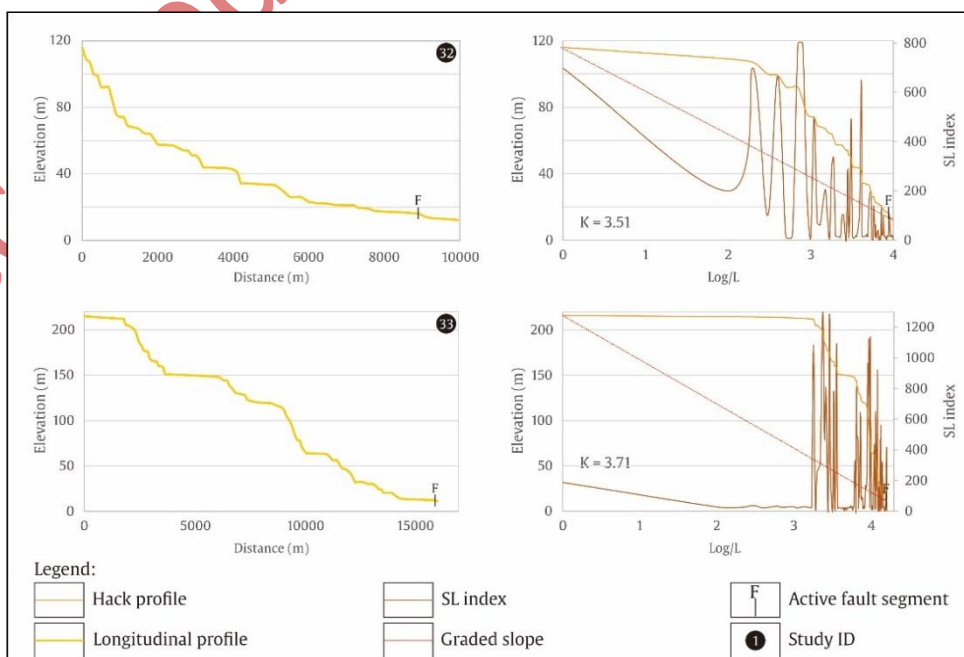 120
80
40
0
Elevation (m)
32
F
0 2000 4000 6000 8000 10000
Distance (m)
120
80
40
0
Elevation (m)
800
600
400
200
0
SL index
K = 3.51
F
0 1 2 3 4
Log/L
200
150
100
50
0
Elevation (m)
33
F
0 5000 10000 15000
Distance (m)
200
150
100
50
0
Elevation (m)
1200
1000
800
600
400
200
0
SL index
K = 3.71
F
0 1 2 3 4
Log/L
Legend:
Hack profile
SL index
F
Active fault segment
Longitudinal profile
Graded slope
1
Study ID